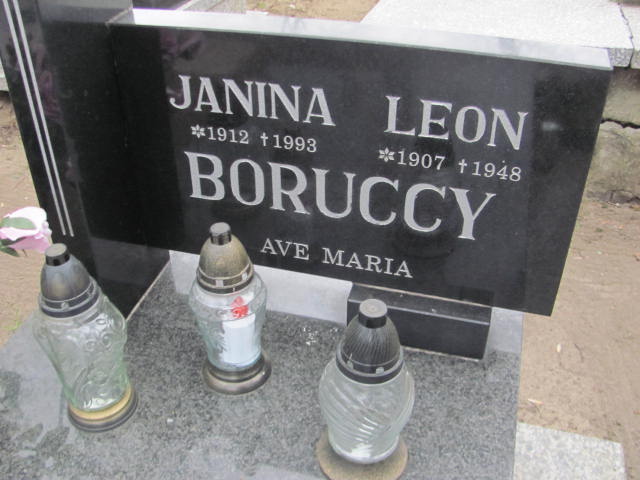 JANINA LEON
*1912 †1993 *1907 †1948
BORUCCY
AVE MARIA